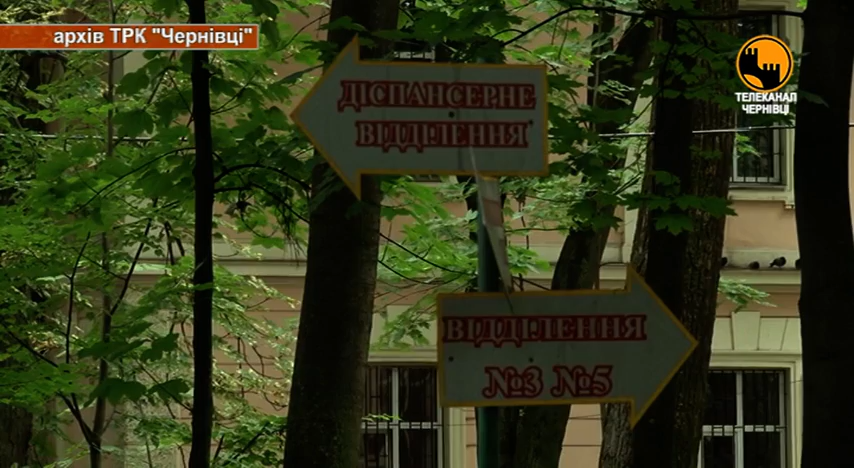 архів ТРК "Чернівці"
ТЕЛЕКАНАЛ
ЧЕРНІВЦІ
ДІСПАНСЕРНЕ
ВІДДІЛЕННЯ
ВІДДІЛЕННЯ
№3 №5